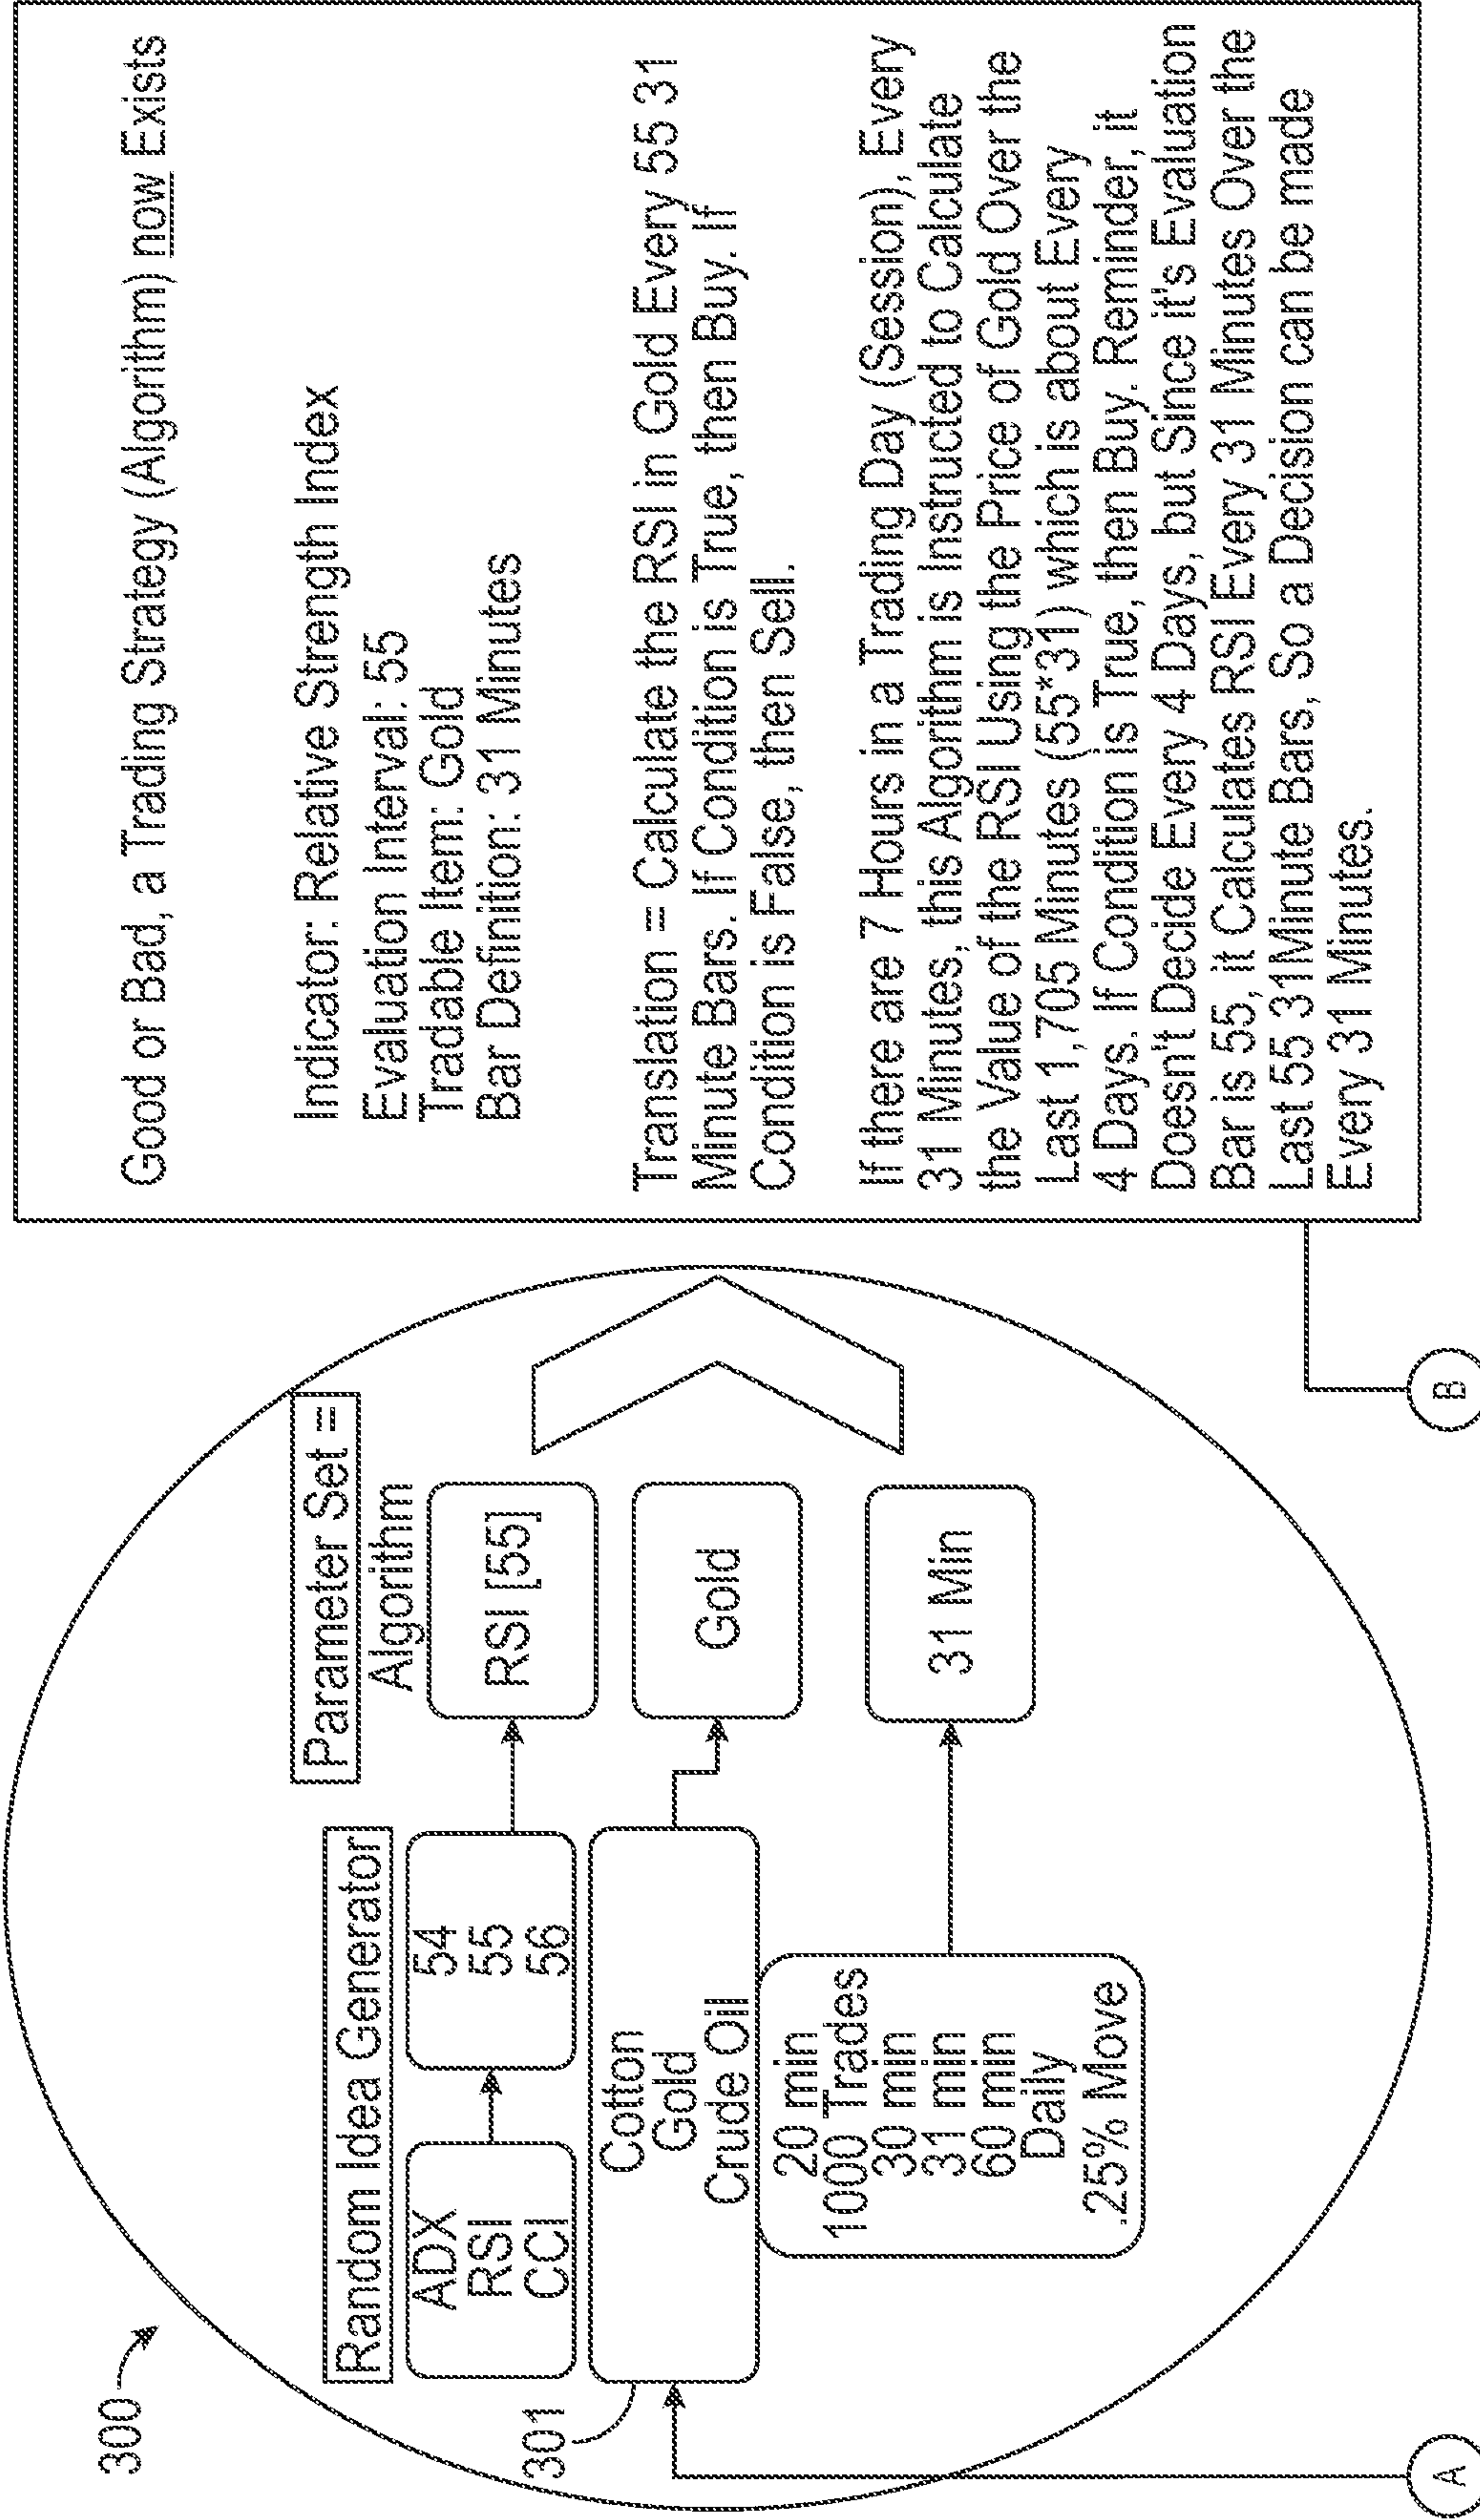 300
301
Random Idea Generator
ADX
RSI
CCI
54
55
56
Cotton
Gold
Crude Oil
20 min
1000 Trades
30 min
31 min
60 min
Daily
.25% Move
Parameter Set =
Algorithm
RSI [55]
Gold
31 Min
A
B
Good or Bad, a Trading Strategy (Algorithm) now Exists
Indicator: Relative Strength Index
Evaluation Interval: 55
Tradable Item: Gold
Bar Definition: 31 Minutes
Translation = Calculate the RSI in Gold Every 55 31
Minute Bars. If Condition is True, then Buy. If
Condition is False, then Sell.
If there are 7 Hours in a Trading Day (Session), Every
31 Minutes, this Algorithm is Instructed to Calculate
the Value of the RSI Using the Price of Gold Over the
Last 1,705 Minutes (55*31) which is about Every
4 Days. If Condition is True, then Buy. Reminder, it
Doesn't Decide Every 4 Days, but Since it's Evaluation
Bar is 55, it Calculates RSI Every 31 Minutes Over the
Last 55 31Minute Bars, So a Decision can be made
Every 31 Minutes.